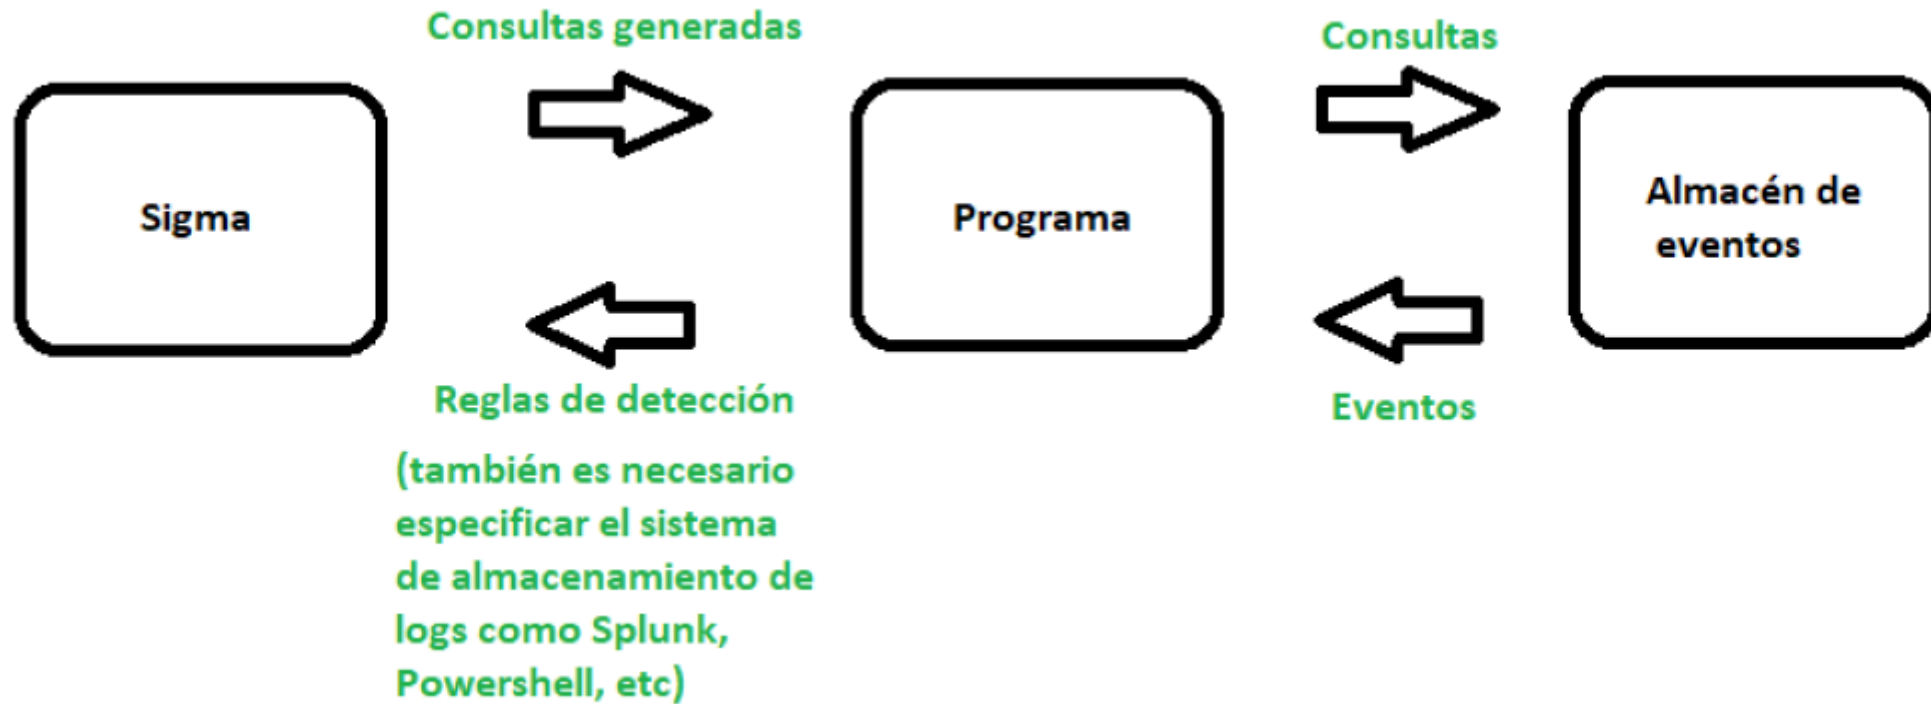 Consultas generadas
Consultas
Sigma
Programa
Almacén de
eventos
Reglas de detección
(también es necesario
especificar el sistema
de almacenamiento de
logs como Splunk,
Powershell, etc)
Eventos